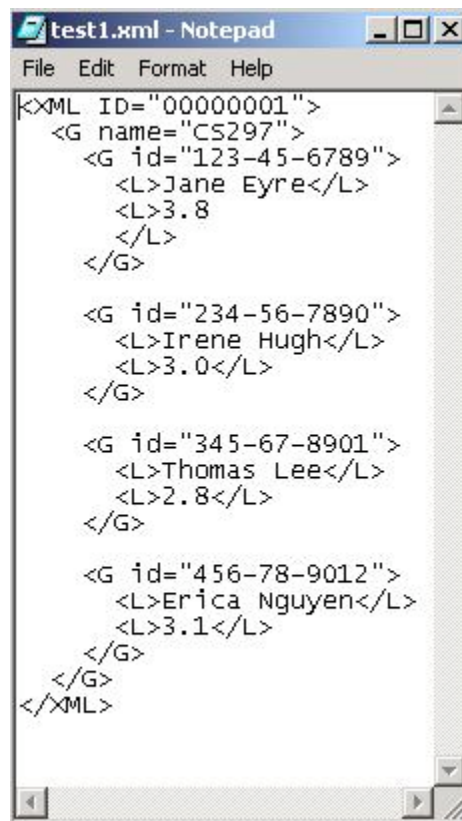 test1.xml - Notepad
File Edit Format Help
<XML ID="00000001">
  <G name="CS297">
    <G id="123-45-6789">
      <L>Jane Eyre</L>
      <L>3.8
      </L>
    </G>

    <G id="234-56-7890">
      <L>Irene Hugh</L>
      <L>3.0</L>
    </G>

    <G id="345-67-8901">
      <L>Thomas Lee</L>
      <L>2.8</L>
    </G>

    <G id="456-78-9012">
      <L>Erica Nguyen</L>
      <L>3.1</L>
    </G>
  </G>
</XML>